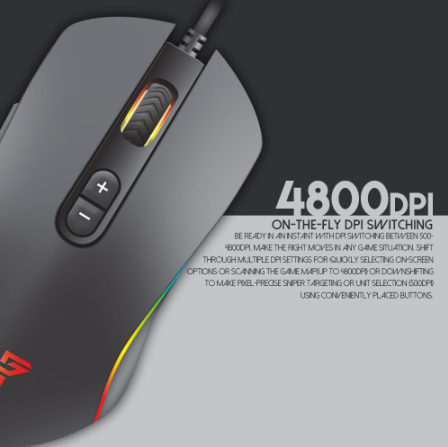 4800DPI
ON-THE-FLY DPI SWITCHING
BE READY IN AN INSTANT WITH DPI SWITCHING BETWEEN 500-
4800DPI. MAKE THE RIGHT MOVES IN ANY GAME SITUATION. SHIFT
THROUGH MULTIPLE DPI SETTINGS FOR QUICKLY SELECTING ON-SCREEN
OPTIONS OR SCANNING THE GAME MAP(UP TO 4800DPI) OR DOWNSHIFTING
TO MAKE PIXEL-PRECISE SNIPER TARGETING OR UNIT SELECTION (500DPI)
USING CONVENIENTLY PLACED BUTTONS.
+
−